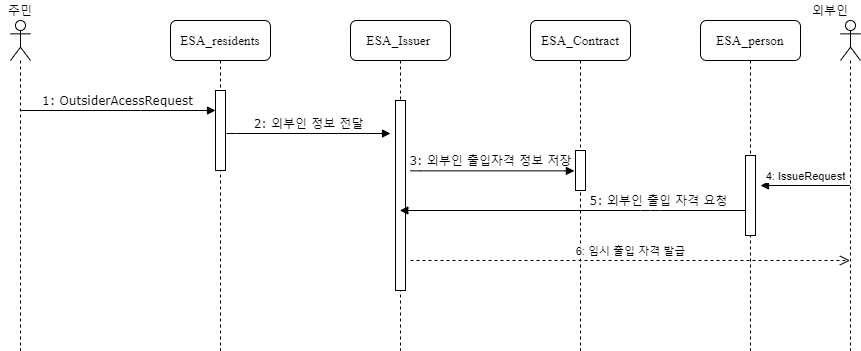 주민
외부인
ESA_residents
ESA_Issuer
ESA_Contract
ESA_person
1: OutsiderAcessRequest
2: 외부인 정보 전달
3: 외부인 출입자격 정보 저장
4: IssueRequest
5: 외부인 출입 자격 요청
6: 임시 출입 자격 발급